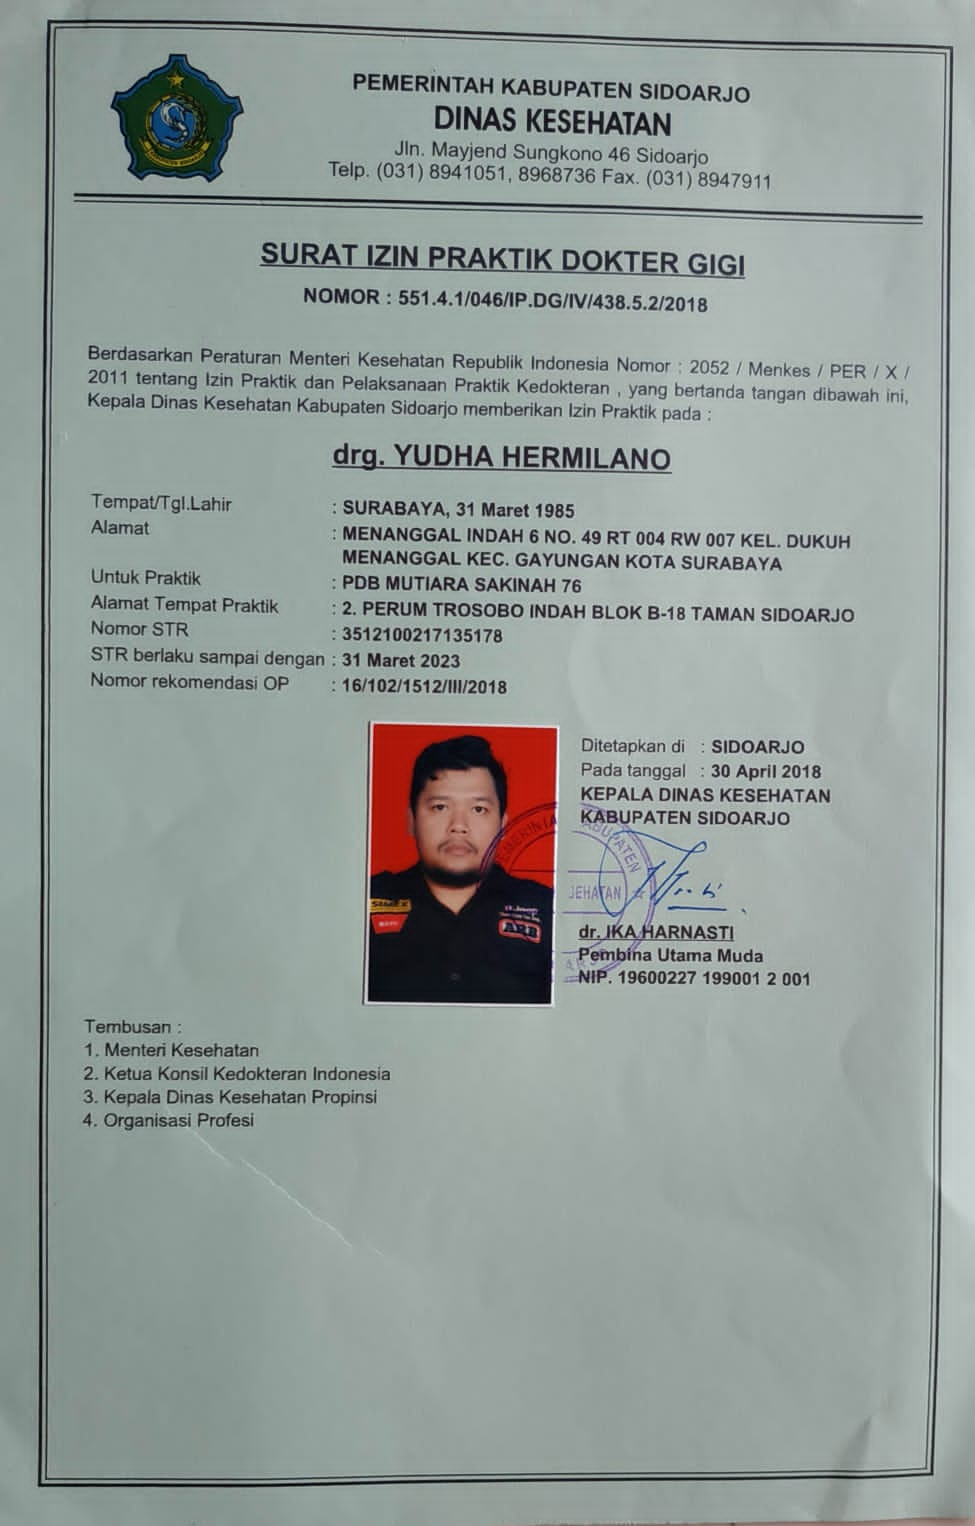 PEMERINTAH KABUPATEN SIDOARJO
DINAS KESEHATAN
Jln. Mayjend Sungkono 46 Sidoarjo
Telp. (031) 8941051, 8968736 Fax. (031) 8947911
SURAT IZIN PRAKTIK DOKTER GIGI
NOMOR : 551.4.1/046/IP.DG/IV/438.5.2/2018
Berdasarkan Peraturan Menteri Kesehatan Republik Indonesia Nomor : 2052 / Menkes / PER / X /
2011 tentang Izin Praktik dan Pelaksanaan Praktik Kedokteran , yang bertanda tangan dibawah ini,
Kepala Dinas Kesehatan Kabupaten Sidoarjo memberikan Izin Praktik pada :
drg. YUDHA HERMILANO
Tempat/Tgl.Lahir : SURABAYA, 31 Maret 1985
Alamat : MENANGGAL INDAH 6 NO. 49 RT 004 RW 007 KEL. DUKUH
MENANGGAL KEC. GAYUNGAN KOTA SURABAYA
Untuk Praktik : PDB MUTIARA SAKINAH 76
Alamat Tempat Praktik : 2. PERUM TROSOBO INDAH BLOK B-18 TAMAN SIDOARJO
Nomor STR : 3512100217135178
STR berlaku sampai dengan : 31 Maret 2023
Nomor rekomendasi OP : 16/102/1512/III/2018
Ditetapkan di : SIDOARJO
Pada tanggal : 30 April 2018
KEPALA DINAS KESEHATAN
KABUPATEN SIDOARJO
dr. IKA HARNASTI
Pembina Utama Muda
NIP. 19600227 199001 2 001
ARB
Tembusan :
1. Menteri Kesehatan
2. Ketua Konsil Kedokteran Indonesia
3. Kepala Dinas Kesehatan Propinsi
4. Organisasi Profesi